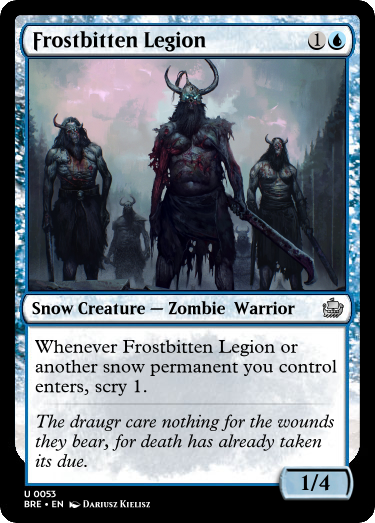 Frostbitten Legion 1
Snow Creature — Zombie Warrior
Whenever Frostbitten Legion or
another snow permanent you control
enters, scry 1.
The draugr care nothing for the wounds
they bear, for death has already taken
its due.
1/4
U 0053
BRE • EN Dariusz Kielisz